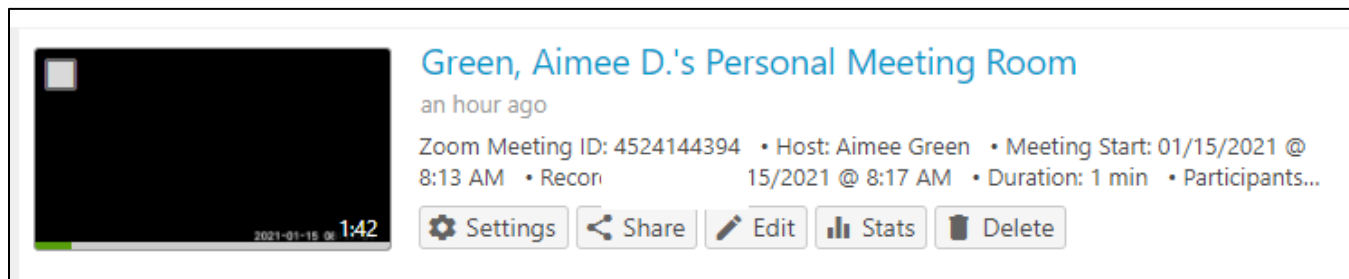 Green, Aimee D.'s Personal Meeting Room
an hour ago
Zoom Meeting ID: 4524144394 • Host: Aimee Green • Meeting Start: 01/15/2021 @
8:13 AM • Recor 15/2021 @ 8:17 AM • Duration: 1 min • Participants...
2021-01-15 1:42
Settings Share Edit Stats Delete